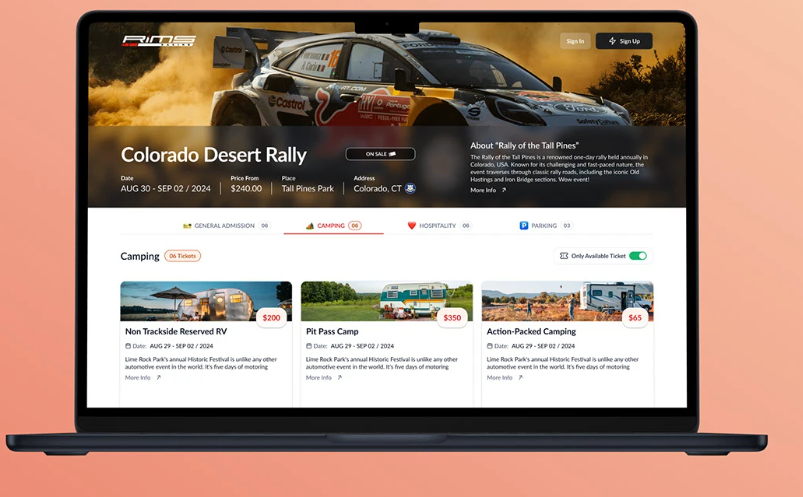 RIMS
RACING
Sign In
Sign Up
Castrol
Colorado Desert Rally
ON SALE
Date
Price From
Place
Address
AUG 30 - SEP 02 / 2024
$240.00
Tall Pines Park
Colorado, CT
About “Rally of the Tall Pines”
The Rally of the Tall Pines is a renowned one-day rally held annually in
Colorado, USA. Known for its challenging and fast-paced nature, the
event traverses through classic rally roads, including the iconic Old
Hastings and Iron Bridge sections. Wow event!
More Info
GENERAL ADMISSION 06
CAMPING 06
HOSPITALITY 06
P PARKING 03
Camping 06 Tickets
Only Available Ticket
$200
Non Trackside Reserved RV
Date: AUG 29 - SEP 02 / 2024
Lime Rock Park's annual Historic Festival is unlike any other
automotive event in the world. It's five days of motoring
More Info
$350
Pit Pass Camp
Date: AUG 29 - SEP 02 / 2024
Lime Rock Park's annual Historic Festival is unlike any other
automotive event in the world. It's five days of motoring
More Info
$65
Action-Packed Camping
Date: AUG 29 - SEP 02 / 2024
Lime Rock Park's annual Historic Festival is unlike any other
automotive event in the world. It's five days of motoring
More Info